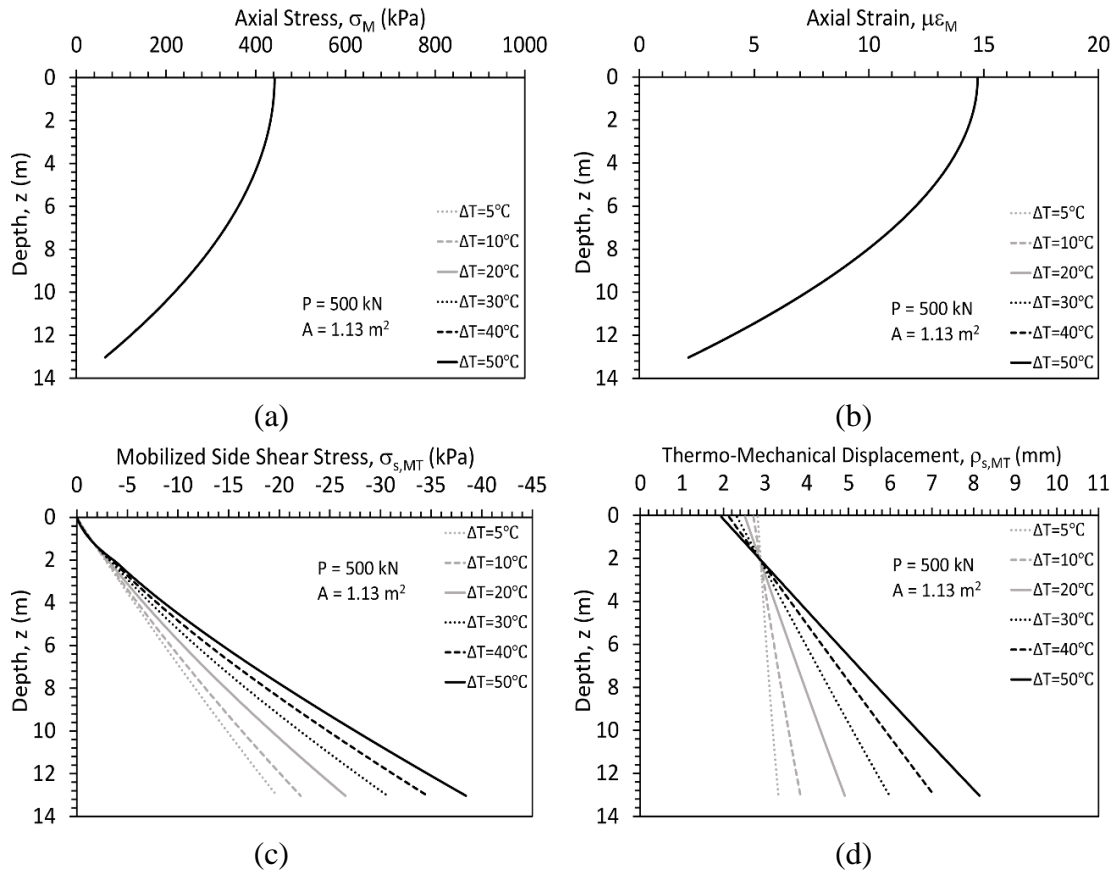 Axial Stress, σM (kPa)
0 200 400 600 800 1000
0
2
4
6
8
10
12
14
Depth, z (m)
ΔT=5°C
ΔT=10°C
ΔT=20°C
ΔT=30°C
ΔT=40°C
ΔT=50°C
P = 500 kN
A = 1.13 m²
(a)
Axial Strain, μεM
0 5 10 15 20
0
2
4
6
8
10
12
14
Depth, z (m)
ΔT=5°C
ΔT=10°C
ΔT=20°C
ΔT=30°C
ΔT=40°C
ΔT=50°C
P = 500 kN
A = 1.13 m²
(b)
Mobilized Side Shear Stress, σs,MT (kPa)
0 -5 -10 -15 -20 -25 -30 -35 -40 -45
0
2
4
6
8
10
12
14
Depth, z (m)
P = 500 kN
A = 1.13 m²
ΔT=5°C
ΔT=10°C
ΔT=20°C
ΔT=30°C
ΔT=40°C
ΔT=50°C
(c)
Thermo-Mechanical Displacement, ρs,MT (mm)
0 1 2 3 4 5 6 7 8 9 10 11
0
2
4
6
8
10
12
14
Depth, z (m)
P = 500 kN
A = 1.13 m²
ΔT=5°C
ΔT=10°C
ΔT=20°C
ΔT=30°C
ΔT=40°C
ΔT=50°C
(d)